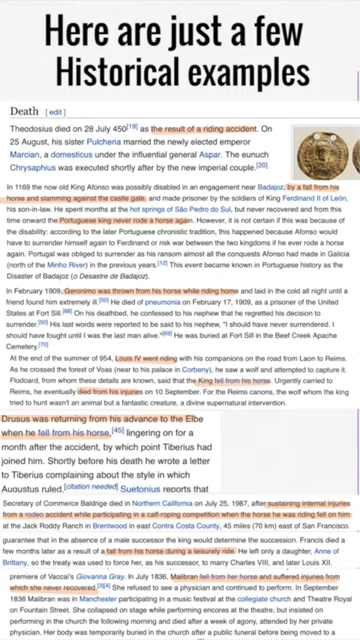 Here are just a few
Historical examples
Death [ edit ]
Theodosius died on 28 July 450[19] as the result of a riding accident. On
25 August, his sister Pulcheria married the newly elected emperor
Marcian, a domesticus under the influential general Aspar. The eunuch
Chrysaphius was executed shortly after by the new imperial couple.[20]
In 1169 the now old King Afonso was possibly disabled in an engagement near Badajoz, by a fall from his
horse and slamming against the castle gate, and made prisoner by the soldiers of King Ferdinand II of León,
his son-in-law. He spent months at the hot springs of São Pedro do Sul, but never recovered and from this
time onward the Portuguese king never rode a horse again. However, it is not certain if this was because of
the disability: according to the later Portuguese chronistic tradition, this happened because Afonso would
have to surrender himself again to Ferdinand or risk war between the two kingdoms if he ever rode a horse
again. Portugal was obliged to surrender as his ransom almost all the conquests Afonso had made in Galicia
(north of the Minho River) in the previous years.[12] This event became known in Portuguese history as the
Disaster of Badajoz (o Desastre de Badajoz).
In February 1909, Geronimo was thrown from his horse while riding home and laid in the cold all night until a
friend found him extremely ill.[50] He died of pneumonia on February 17, 1909, as a prisoner of the United
States at Fort Sill. On his deathbed, he confessed to his nephew that he regretted his decision to
surrender.[50] His last words were reported to be said to his nephew, "I should have never surrendered. I
should have fought until I was the last man alive." He was buried at Fort Sill in the Beef Creek Apache
Cemetery.
At the end of summer of 954, Louis IV went riding with his companions on the road from Laon to Reims.
As he crossed the forest of Voas (near to his palace in Corbeny), he saw a wolf and attempted to capture it.
Flodoard, from whom these details are known, said that the King fell from his horse. Urgently carried to
Reims, he eventually died from his injuries on 10 September. For the Reims canons, the wolf whom the king
tried to hunt wasn't an animal but a fantastic creature, a divine supernatural intervention.
Drusus was returning from his advance to the Elbe
when he fell from his horse,[45] lingering on for a
month after the accident, by which point Tiberius had
joined him. Shortly before his death he wrote a letter
to Tiberius complaining about the style in which
Augustus ruled.[citation needed] Suetonius reports that
Secretary of Commerce Baldrige died in Northern California on July 25, 1987, after sustaining internal injuries
from a rodeo accident while participating in a calf-roping competition when the horse he was riding fell on him
at the Jack Roddy Ranch in Brentwood in east Contra Costa County, 45 miles (70 km) east of San Francisco.
guarantee that in the absence of a male successor the king would determine the succession. Francis died a
few months later as a result of a fall from his horse during a leisurely ride. He left only a daughter, Anne of
Brittany, so the treaty was used to force her, as his successor, to marry Charles VIII, and later Louis XII.
premiere of Vaccai's Giovanna Gray. In July 1836, Malibran fell from her horse and suffered injuries from
which she never recovered.[3][4] She refused to see a physician and continued to perform. In September
1836 Malibran was in Manchester participating in a music festival at the collegiate church and Theatre Royal
on Fountain Street. She collapsed on stage while performing encores at the theatre, but insisted on
performing in the church the following morning and died after a week of agony, attended by her private
physician. Her body was temporarily buried in the church after a public funeral before being moved to a